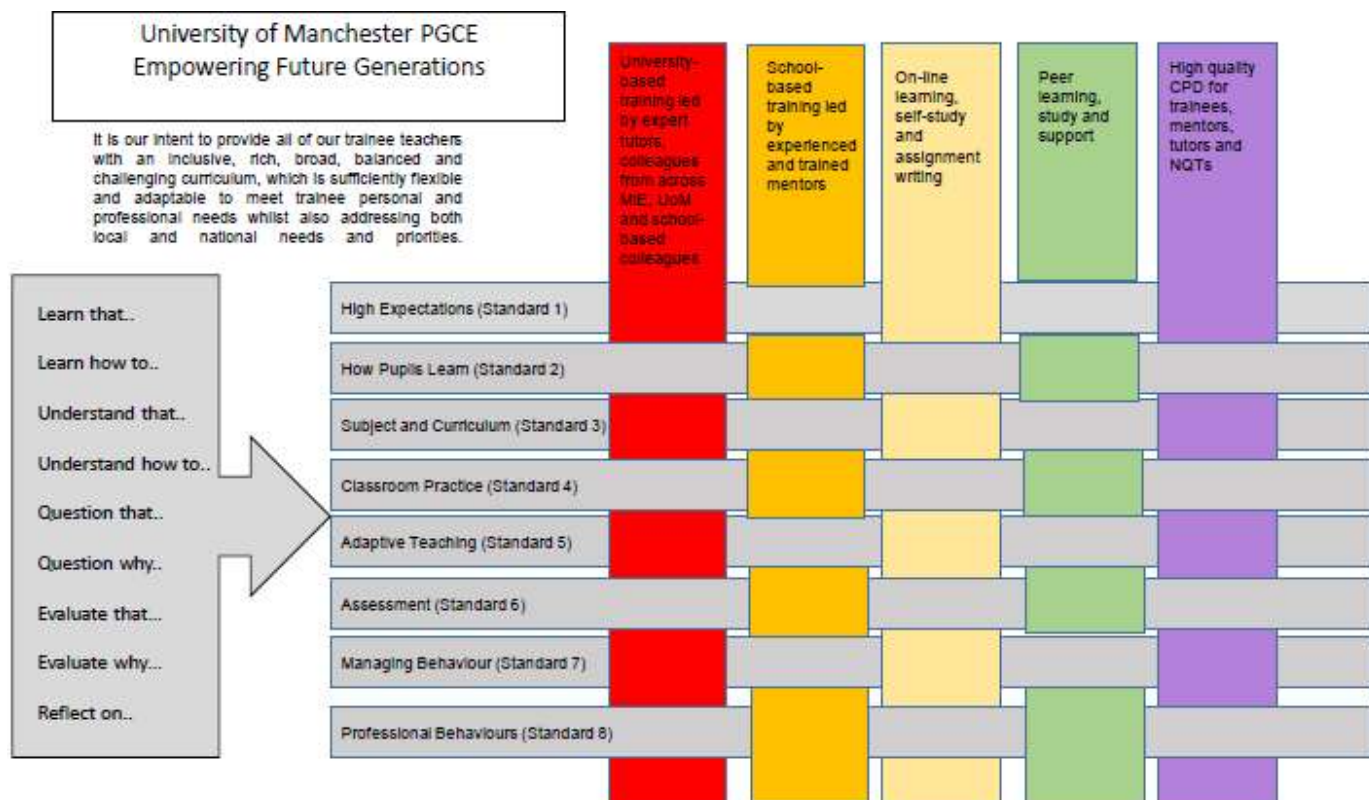 University of Manchester PGCE
Empowering Future Generations
It is our intent to provide all of our trainee teachers
with an inclusive, rich, broad, balanced and
challenging curriculum, which is sufficiently flexible
and adaptable to meet trainee personal and
professional needs whilst also addressing both
local and national needs and priorities.
University-
based
training led
by expert
tutors, colleagues
from across
MIE, UoM
and school-
based
colleagues
School-
based
training led
by
experienced
and trained
mentors
On-line
learning,
self-study
and
assignment
writing
Peer
learning,
study and
support
High quality
CPD for
trainees,
mentors,
tutors and
NQTs
Learn that..
Learn how to..
Understand that..
Understand how to..
Question that..
Question why..
Evaluate that...
Evaluate why...
Reflect on..
High Expectations (Standard 1)
How Pupils Learn (Standard 2)
Subject and Curriculum (Standard 3)
Classroom Practice (Standard 4)
Adaptive Teaching (Standard 5)
Assessment (Standard 6)
Managing Behaviour (Standard 7)
Professional Behaviours (Standard 8)